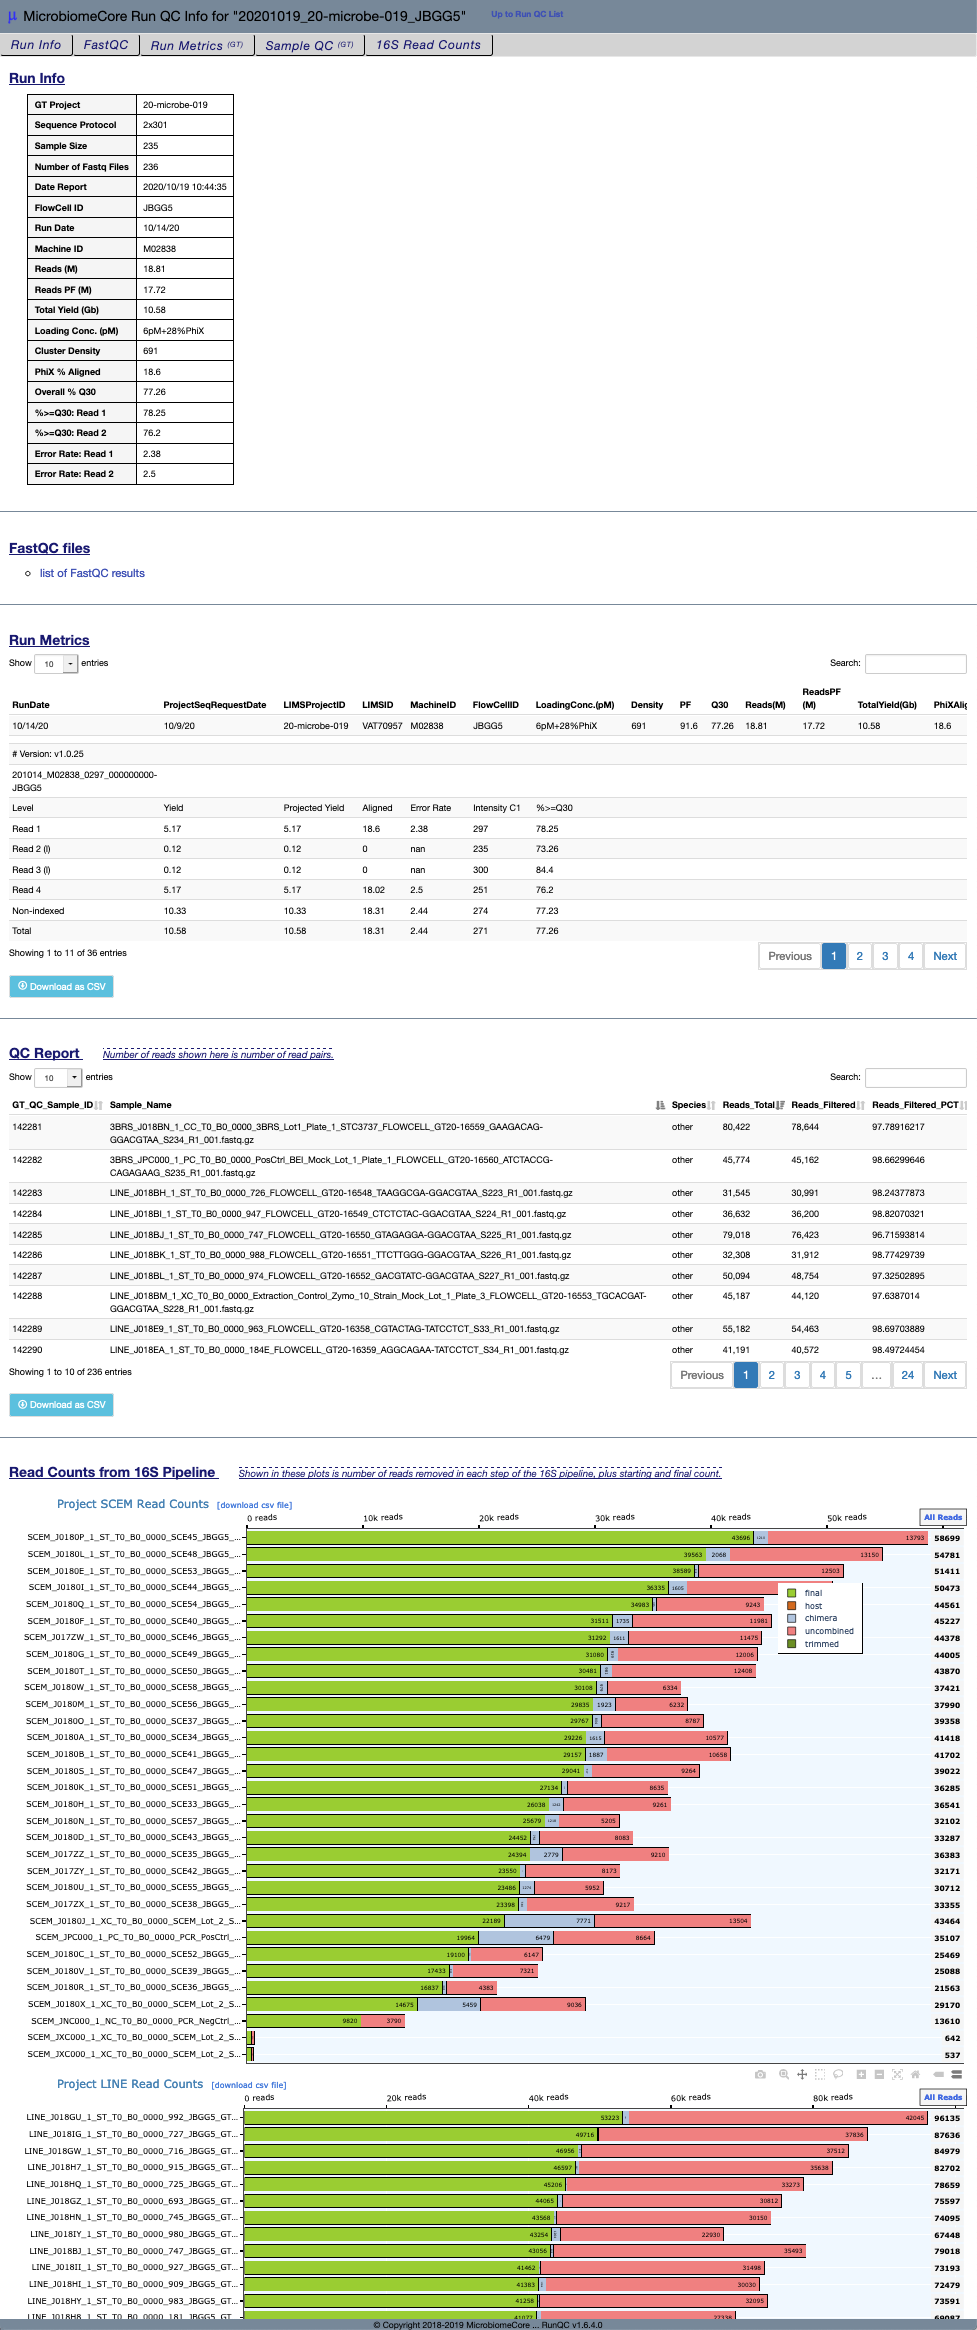 μ MicrobiomeCore Run QC Info for "20201019_20-microbe-019_JBGG5" Up to Run QC List
Run Info FastQC Run Metrics (GT) Sample QC (GT) 16S Read Counts
Run Info
GT Project 20-microbe-019
Sequence Protocol 2x301
Sample Size 235
Number of Fastq Files 236
Date Report 2020/10/19 10:44:35
FlowCell ID JBGG5
Run Date 10/14/20
Machine ID M02838
Reads (M) 18.81
Reads PF (M) 17.72
Total Yield (Gb) 10.58
Loading Conc. (pM) 6pM+28%PhiX
Cluster Density 691
PhiX % Aligned 18.6
Overall % Q30 77.26
%>=Q30: Read 1 78.25
%>=Q30: Read 2 76.2
Error Rate: Read 1 2.38
Error Rate: Read 2 2.5
FastQC files
list of FastQC results
Run Metrics
Show 10 entries Search:
RunDate ProjectSeqRequestDate LIMSProjectID LIMSID MachineID FlowCellID LoadingConc.(pM) Density PF Q30 Reads(M) ReadsPF (M) TotalYield(Gb) PhiXAlig
10/14/20 10/9/20 20-microbe-019 VAT70957 M02838 JBGG5 6pM+28%PhiX 691 91.6 77.26 18.81 17.72 10.58 18.6
# Version: v1.0.25
201014_M02838_0297_000000000-
JBGG5
Level Yield Projected Yield Aligned Error Rate Intensity C1 %>=Q30
Read 1 5.17 5.17 18.6 2.38 297 78.25
Read 2 (I) 0.12 0.12 0 nan 235 73.26
Read 3 (I) 0.12 0.12 0 nan 300 84.4
Read 4 5.17 5.17 18.02 2.5 251 76.2
Non-indexed 10.33 10.33 18.31 2.44 274 77.23
Total 10.58 10.58 18.31 2.44 271 77.26
Showing 1 to 11 of 36 entries Previous 1 2 3 4 Next
Download as CSV
QC Report Number of reads shown here is number of read pairs.
Show 10 entries Search:
GT_QC_Sample_ID Sample_Name Species Reads_Total Reads_Filtered Reads_Filtered_PCT
142281 3BRS_J018BN_1_CC_T0_B0_0000_3BRS_Lot1_Plate_1_STC3737_FLOWCELL_GT20-16559_GAAGACAG- other 80,422 78,644 97.78916217
GGACGTAA_S234_R1_001.fastq.gz
142282 3BRS_JPC000_1_PC_T0_B0_0000_PosCtrl_BEI_Mock_Lot_1_Plate_1_FLOWCELL_GT20-16560_ATCTACCG- other 45,774 45,162 98.66299646
CAGAGAAG_S235_R1_001.fastq.gz
142283 LINE_J018BH_1_ST_T0_B0_0000_726_FLOWCELL_GT20-16548_TAAGGCGA-GGACGTAA_S223_R1_001.fastq.gz other 31,545 30,991 98.24377873
142284 LINE_J018BI_1_ST_T0_B0_0000_947_FLOWCELL_GT20-16549_CTCTCTAC-GGACGTAA_S224_R1_001.fastq.gz other 36,632 36,200 98.82070321
142285 LINE_J018BJ_1_ST_T0_B0_0000_747_FLOWCELL_GT20-16550_GTAGAGGA-GGACGTAA_S225_R1_001.fastq.gz other 79,018 76,423 96.71593814
142286 LINE_J018BK_1_ST_T0_B0_0000_988_FLOWCELL_GT20-16551_TTCTTGGG-GGACGTAA_S226_R1_001.fastq.gz other 32,308 31,912 98.77429739
142287 LINE_J018BL_1_ST_T0_B0_0000_974_FLOWCELL_GT20-16552_GACGTATC-GGACGTAA_S227_R1_001.fastq.gz other 50,094 48,754 97.32502895
142288 LINE_J018BM_1_XC_T0_B0_0000_Extraction_Control_Zymo_10_Strain_Mock_Lot_1_Plate_3_FLOWCELL_GT20-16553_TGCACGAT- other 45,187 44,120 97.6387014
GGACGTAA_S228_R1_001.fastq.gz
142289 LINE_J018E9_1_ST_T0_B0_0000_963_FLOWCELL_GT20-16358_CGTACTAG-TATCCTCT_S33_R1_001.fastq.gz other 55,182 54,463 98.69703889
142290 LINE_J018EA_1_ST_T0_B0_0000_184E_FLOWCELL_GT20-16359_AGGCAGAA-TATCCTCT_S34_R1_001.fastq.gz other 41,191 40,572 98.49724454
Showing 1 to 10 of 236 entries Previous 1 2 3 4 5 ... 24 Next
Download as CSV
Read Counts from 16S Pipeline Shown in these plots is number of reads removed in each step of the 16S pipeline, plus starting and final count.
Project SCEM Read Counts [download csv file]
0 reads 10k reads 20k reads 30k reads 40k reads 50k reads All Reads
SCEM_J0180P_1_ST_T0_B0_0000_SCE45_JBGG5_... 43696 13793 58699
SCEM_J0180L_1_ST_T0_B0_0000_SCE48_JBGG5_... 39563 2068 13150 54781
SCEM_J0180E_1_ST_T0_B0_0000_SCE53_JBGG5_... 38589 12503 51411
SCEM_J0180I_1_ST_T0_B0_0000_SCE44_JBGG5_... 36335 1605 50473
SCEM_J0180Q_1_ST_T0_B0_0000_SCE54_JBGG5_... 34983 9243 44561
SCEM_J0180F_1_ST_T0_B0_0000_SCE40_JBGG5_... 31511 1735 11981 45227
SCEM_J017ZW_1_ST_T0_B0_0000_SCE46_JBGG5_... 31292 1611 11475 44378
SCEM_J0180G_1_ST_T0_B0_0000_SCE49_JBGG5_... 31080 12006 44005
SCEM_J0180T_1_ST_T0_B0_0000_SCE50_JBGG5_... 30481 12408 43870
SCEM_J0180W_1_ST_T0_B0_0000_SCE58_JBGG5_... 30108 6334 37421
SCEM_J0180M_1_ST_T0_B0_0000_SCE56_JBGG5_... 29835 1923 6232 37990
SCEM_J0180O_1_ST_T0_B0_0000_SCE37_JBGG5_... 29767 8787 39358
SCEM_J0180A_1_ST_T0_B0_0000_SCE34_JBGG5_... 29226 1615 10577 41418
SCEM_J0180B_1_ST_T0_B0_0000_SCE41_JBGG5_... 29157 1887 10658 41702
SCEM_J0180S_1_ST_T0_B0_0000_SCE47_JBGG5_... 29041 9264 39022
SCEM_J0180K_1_ST_T0_B0_0000_SCE51_JBGG5_... 27134 8635 36285
SCEM_J0180H_1_ST_T0_B0_0000_SCE33_JBGG5_... 26038 9261 36541
SCEM_J0180N_1_ST_T0_B0_0000_SCE57_JBGG5_... 25679 5205 32102
SCEM_J0180D_1_ST_T0_B0_0000_SCE43_JBGG5_... 24452 8083 33287
SCEM_J017ZZ_1_ST_T0_B0_0000_SCE35_JBGG5_... 24394 2779 9210 36383
SCEM_J017ZY_1_ST_T0_B0_0000_SCE42_JBGG5_... 23550 8173 32171
SCEM_J0180U_1_ST_T0_B0_0000_SCE55_JBGG5_... 23486 1274 5952 30712
SCEM_J017ZX_1_ST_T0_B0_0000_SCE38_JBGG5_... 23398 9217 33355
SCEM_J0180J_1_XC_T0_B0_0000_SCEM_Lot_2_S... 22189 7771 13504 43464
SCEM_JPC000_1_PC_T0_B0_0000_PCR_PosCtrl_... 19964 6479 8664 35107
SCEM_J0180C_1_ST_T0_B0_0000_SCE52_JBGG5_... 19100 6147 25469
SCEM_J0180V_1_ST_T0_B0_0000_SCE39_JBGG5_... 17433 7321 25088
SCEM_J0180R_1_ST_T0_B0_0000_SCE36_JBGG5_... 16837 4383 21563
SCEM_J0180X_1_XC_T0_B0_0000_SCEM_Lot_2_S... 14675 5459 9036 29170
SCEM_JNC000_1_NC_T0_B0_0000_PCR_NegCtrl_... 9820 3790 13610
SCEM_JXC000_1_XC_T0_B0_0000_SCEM_Lot_2_S... 642
SCEM_JXC000_1_XC_T0_B0_0000_SCEM_Lot_2_S... 537
final
host
chimera
uncombined
trimmed
Project LINE Read Counts [download csv file]
0 reads 20k reads 40k reads 60k reads 80k reads All Reads
LINE_J018GU_1_ST_T0_B0_0000_992_JBGG5_GT... 53223 42045 96135
LINE_J018IG_1_ST_T0_B0_0000_727_JBGG5_GT... 49716 37836 87636
LINE_J018GW_1_ST_T0_B0_0000_716_JBGG5_GT... 46956 37512 84979
LINE_J018H7_1_ST_T0_B0_0000_915_JBGG5_GT... 46597 35638 82702
LINE_J018HQ_1_ST_T0_B0_0000_725_JBGG5_GT... 45206 33273 78659
LINE_J018GZ_1_ST_T0_B0_0000_693_JBGG5_GT... 44065 30812 75597
LINE_J018HN_1_ST_T0_B0_0000_745_JBGG5_GT... 43568 30150 74095
LINE_J018IY_1_ST_T0_B0_0000_980_JBGG5_GT... 43254 22930 67448
LINE_J018BJ_1_ST_T0_B0_0000_747_JBGG5_GT... 43056 35493 79018
LINE_J018II_1_ST_T0_B0_0000_927_JBGG5_GT... 41462 31498 73193
LINE_J018HI_1_ST_T0_B0_0000_909_JBGG5_GT... 41383 30030 72479
LINE_J018HY_1_ST_T0_B0_0000_983_JBGG5_GT... 41258 32095 73591
LINE_J018H8_1_ST_T0_B0_0000_181_JBGG5_GT... 41077 27338 69087
© Copyright 2018-2019 MicrobiomeCore ... RunQC v1.6.4.0